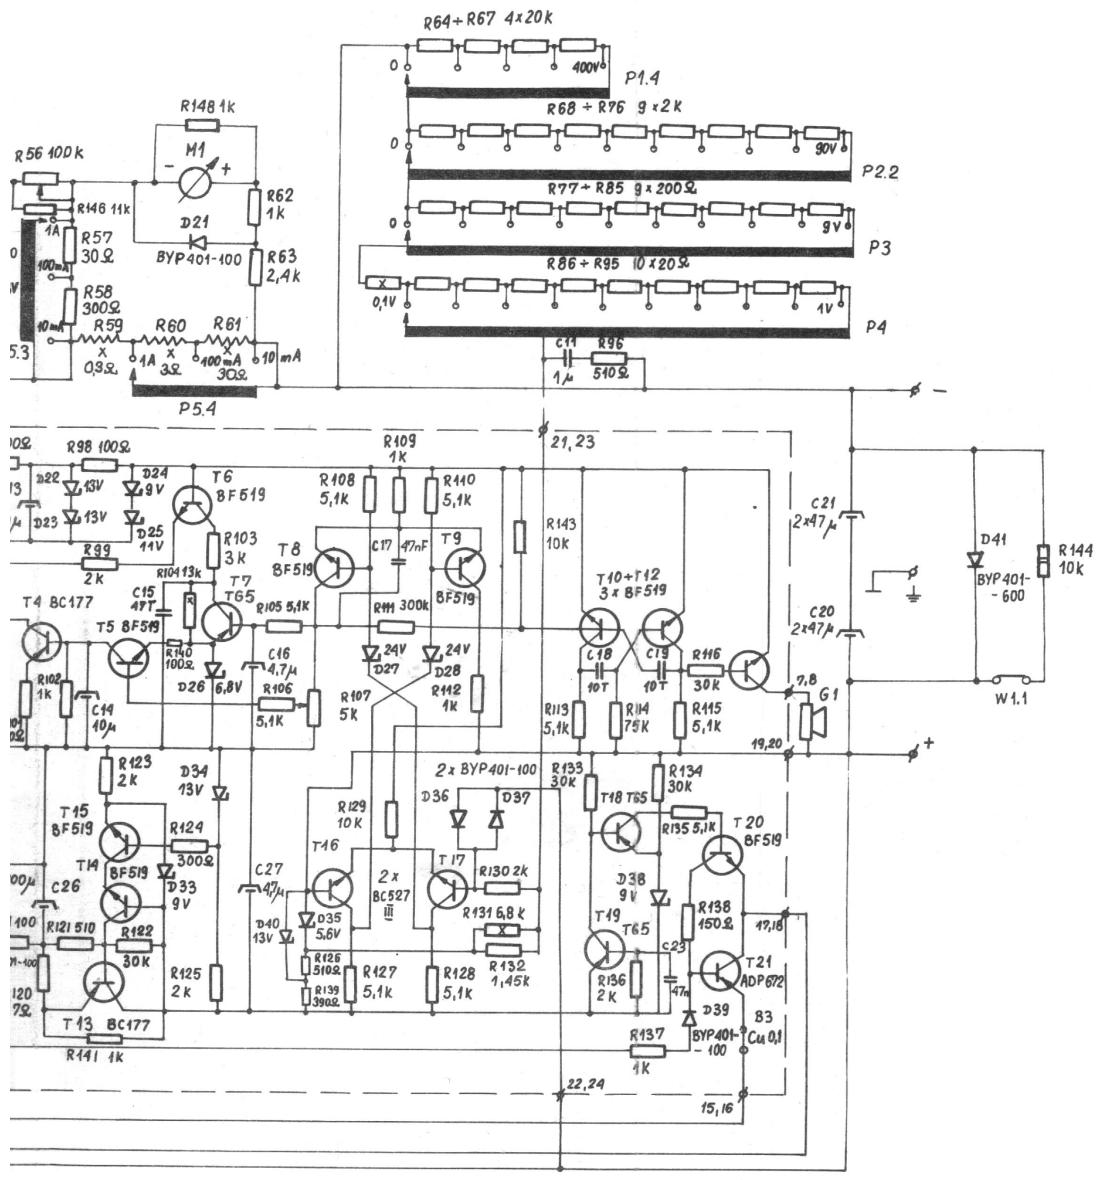 R64÷R67 4x20k
0
400V
P1.4
R68÷R76 9x2k
0
90V
P2.2
R77÷R85 9x200Ω
0
9V
P3
R86÷R95 10x20Ω
0,1V
1V
P4
R148 1k
M1
-
+
R56 100k
R146 11k
1A
R62
1k
D21
BYP401-100
R57
30Ω
R63
2,4k
100mA
R58
300Ω
10mA
5.3
R59
x
0,3Ω
R60
1A
x
3Ω
R61
x
100mA
30Ω
10mA
P5.4
C11
1μ
R96
510Ω
-
21,23
R98 100Ω
D22
13V
D23
13V
D24
9V
D25
11V
T6
BF519
R99
2K
R103
3K
R104 13k
C15
47T
T7
TG5
T4 BC177
T5 BF519
R140
100Ω
D26
6,8V
R102
1k
C14
10μ
R105 5,1k
C16
4,7μ
R106
5,1k
R107
5K
R108
5,1K
R109
1K
R110
5,1K
T8
BF519
C17
47nF
T9
BF519
R111 300k
24V
D27
24V
D28
R112
1k
R143
10K
T10÷T12
3xBF519
C18
10T
C19
10T
R116
30K
R113
5,1k
R114
75K
R115
5,1k
7,8
G1
19,20
+
C21
2x47μ
C20
2x47μ
D41
BYP401-
-600
R144
10k
W1.1
R123
2K
D34
13V
T15
BF519
R124
300Ω
T14
BF519
D33
9V
C26
R121 510
R122
30K
R125
2K
T13
BC177
R141 1k
C27
47μ
2xBYP401-100
D36
D37
R129
10K
T16
T17
2x
BC527
III
D35
5,6V
D40
13V
R126
510Ω
R139
390Ω
R127
5,1K
R128
5,1K
R130 2k
R131 6,8k
R132
1,45k
R133
30K
R134
30K
T18 TG5
R135 5,1k
T20
BF519
D38
9V
T19
TG5
C23
47n
R136
2K
R138
150Ω
T21
ADP672
17,18
D39
BYP401-
-100
B3
Cu 0,1
R137
1K
22,24
15,16